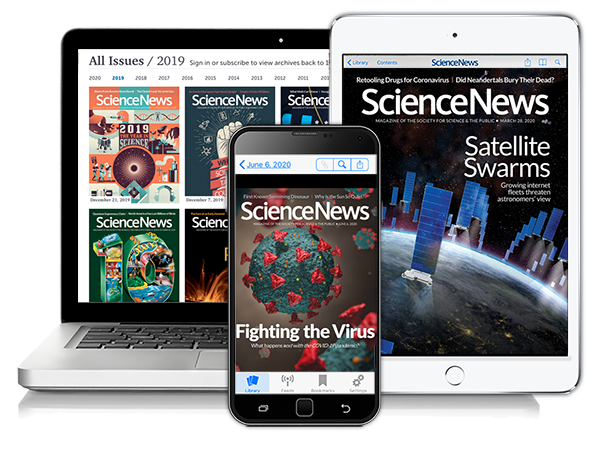 All Issues / 2019 Sign in or subscribe to view archives back to 1
2020 2019 2018 2017 2016 2015 2014 2013 2012
ScienceNews
2019
THE YEAR IN
SCIENCE
December 21, 2019
ScienceNews
December 7, 2019
ScienceNews
ScienceNews
10
ScienceNews
June 6, 2020
First Known Swimming Dinosaur | Why Is the Sun So Quiet?
ScienceNews
MAGAZINE OF THE SOCIETY FOR SCIENCE & THE PUBLIC ■ JUNE 6, 2020
Fighting the Virus
What happens next with the COVID-19 pandemic?
Library Feeds Bookmarks Settings
Library Contents ScienceNews
Retooling Drugs for Coronavirus | Did Neandertals Bury Their Dead?
ScienceNews
MAGAZINE OF THE SOCIETY FOR SCIENCE & THE PUBLIC ■ MARCH 28, 2020
Satellite
Swarms
Growing internet
fleets threaten
astronomers' view